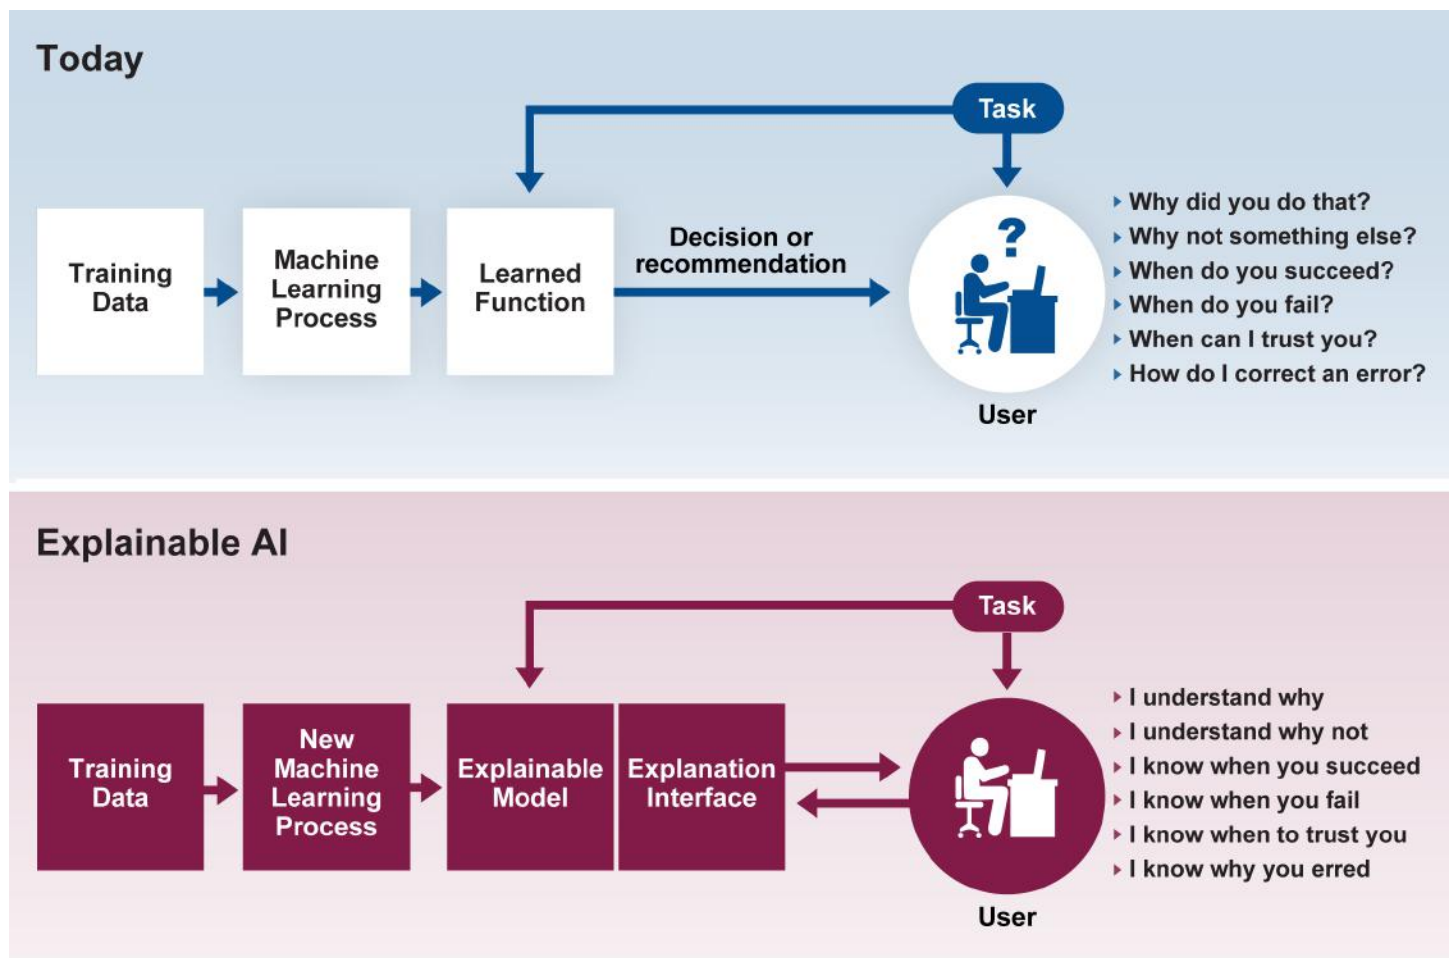 Today
Task
Training
Data
Machine
Learning
Process
Learned
Function
Decision or
recommendation
?
User
Why did you do that?
Why not something else?
When do you succeed?
When do you fail?
When can I trust you?
How do I correct an error?
Explainable AI
Task
Training
Data
New
Machine
Learning
Process
Explainable
Model
Explanation
Interface
User
I understand why
I understand why not
I know when you succeed
I know when you fail
I know when to trust you
I know why you erred